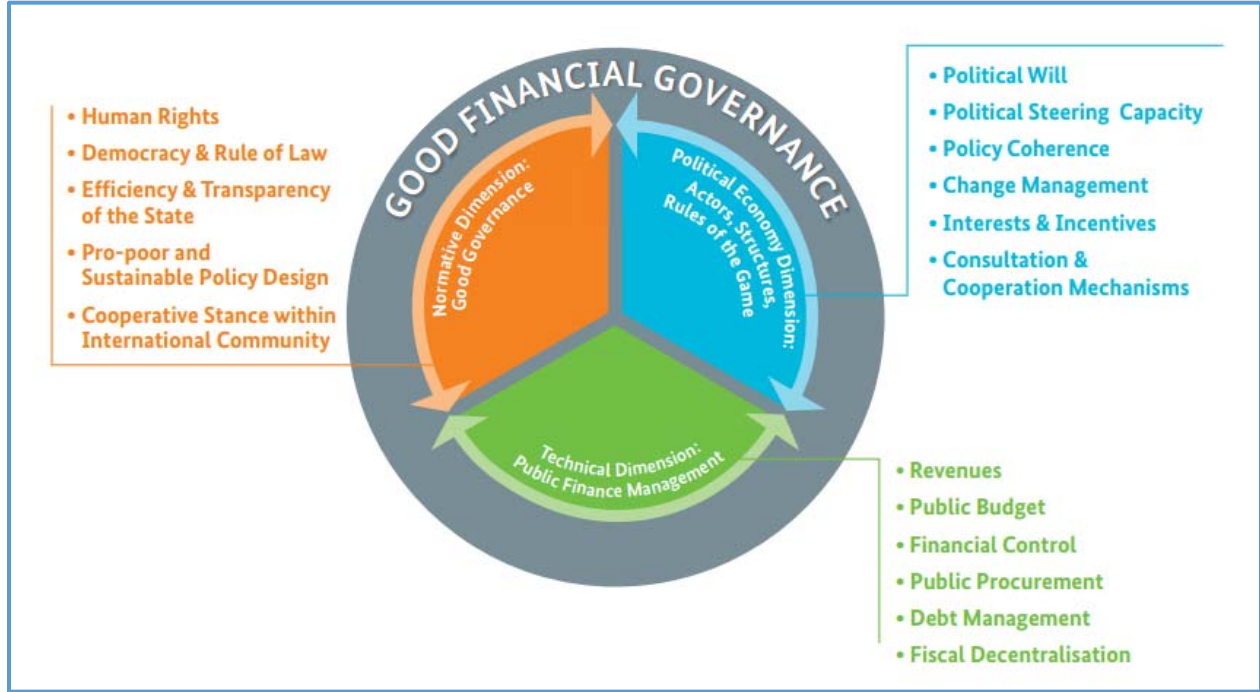 GOOD FINANCIAL GOVERNANCE
• Human Rights
• Democracy & Rule of Law
• Efficiency & Transparency
of the State
• Pro-poor and
Sustainable Policy Design
• Cooperative Stance within
International Community
Normative Dimension:
Good Governance
Political Economy Dimension:
Actors, Structures,
Rules of the Game
• Political Will
• Political Steering Capacity
• Policy Coherence
• Change Management
• Interests & Incentives
• Consultation &
Cooperation Mechanisms
Technical Dimension:
Public Finance Management
• Revenues
• Public Budget
• Financial Control
• Public Procurement
• Debt Management
• Fiscal Decentralisation